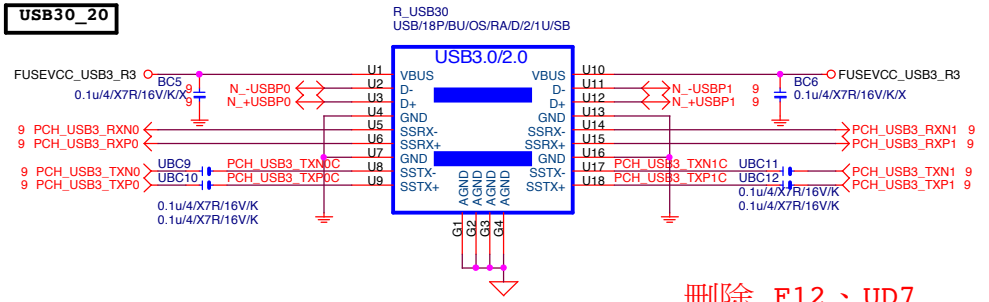 USB30_20
R_USB30
USB/18P/BU/OS/RA/D/2/1U/SB
USB3.0/2.0
FUSEVCC_USB3_R3
U1
VBUS
VBUS
U10
FUSEVCC_USB3_R3
BC5
0.1u/4/X7R/16V/K/X
9 N_-USBP0
U2
D-
D-
U11
N_-USBP1 9
BC6
0.1u/4/X7R/16V/K/X
9 N_+USBP0
U3
D+
D+
U12
N_+USBP1 9
U4
GND
GND
U13
9 PCH_USB3_RXN0
U5
SSRX-
SSRX-
U14
PCH_USB3_RXN1 9
9 PCH_USB3_RXP0
U6
SSRX+
SSRX+
U15
PCH_USB3_RXP1 9
U7
GND
GND
U16
9 PCH_USB3_TXN0
UBC9
PCH_USB3_TXN0C
U8
SSTX-
SSTX-
U17
PCH_USB3_TXN1C
UBC11
PCH_USB3_TXN1 9
9 PCH_USB3_TXP0
UBC10
PCH_USB3_TXP0C
U9
SSTX+
SSTX+
U18
PCH_USB3_TXP1C
UBC12
PCH_USB3_TXP1 9
0.1u/4/X7R/16V/K
0.1u/4/X7R/16V/K
0.1u/4/X7R/16V/K
0.1u/4/X7R/16V/K
AGND
AGND
AGND
AGND
G1
G2
G3
G4
刪除 F12、UD7